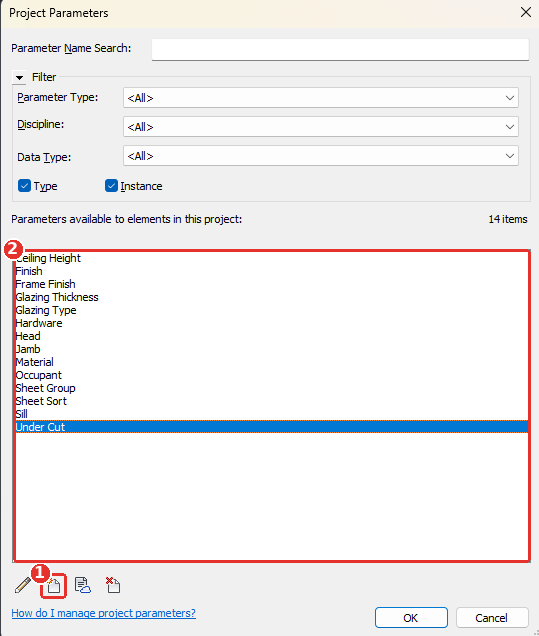 Project Parameters
Parameter Name Search:
Filter
Parameter Type: <All>
Discipline: <All>
Data Type: <All>
Type Instance
Parameters available to elements in this project: 14 items
2
Ceiling Height
Finish
Frame Finish
Glazing Thickness
Glazing Type
Hardware
Head
Jamb
Material
Occupant
Sheet Group
Sheet Sort
Sill
Under Cut
1
How do I manage project parameters?
OK Cancel